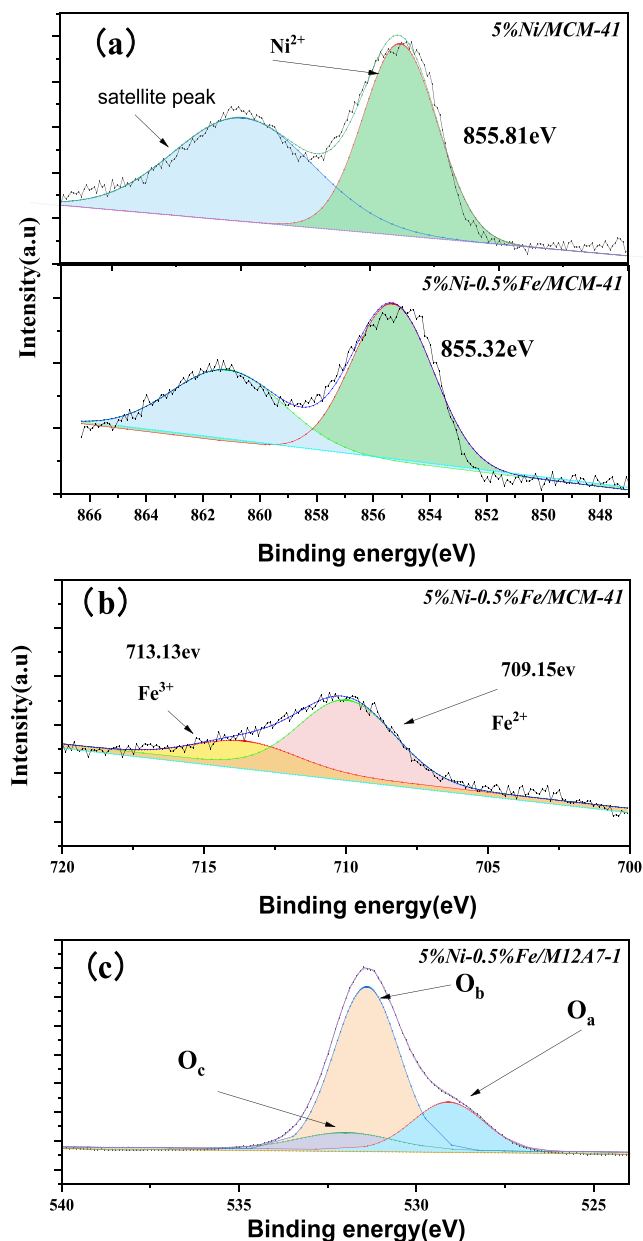 (a)
5%Ni/MCM-41
Ni2+
satellite peak
855.81eV
5%Ni-0.5%Fe/MCM-41
855.32eV
Intensity(a.u)
866 864 862 860 858 856 854 852 850 848
Binding energy(eV)
(b)
5%Ni-0.5%Fe/MCM-41
713.13ev
709.15ev
Fe3+
Fe2+
Intensity(a.u)
720 715 710 705 700
Binding energy(eV)
(c)
5%Ni-0.5%Fe/M12A7-1
Ob
Oa
Oc
540 535 530 525
Binding energy(eV)